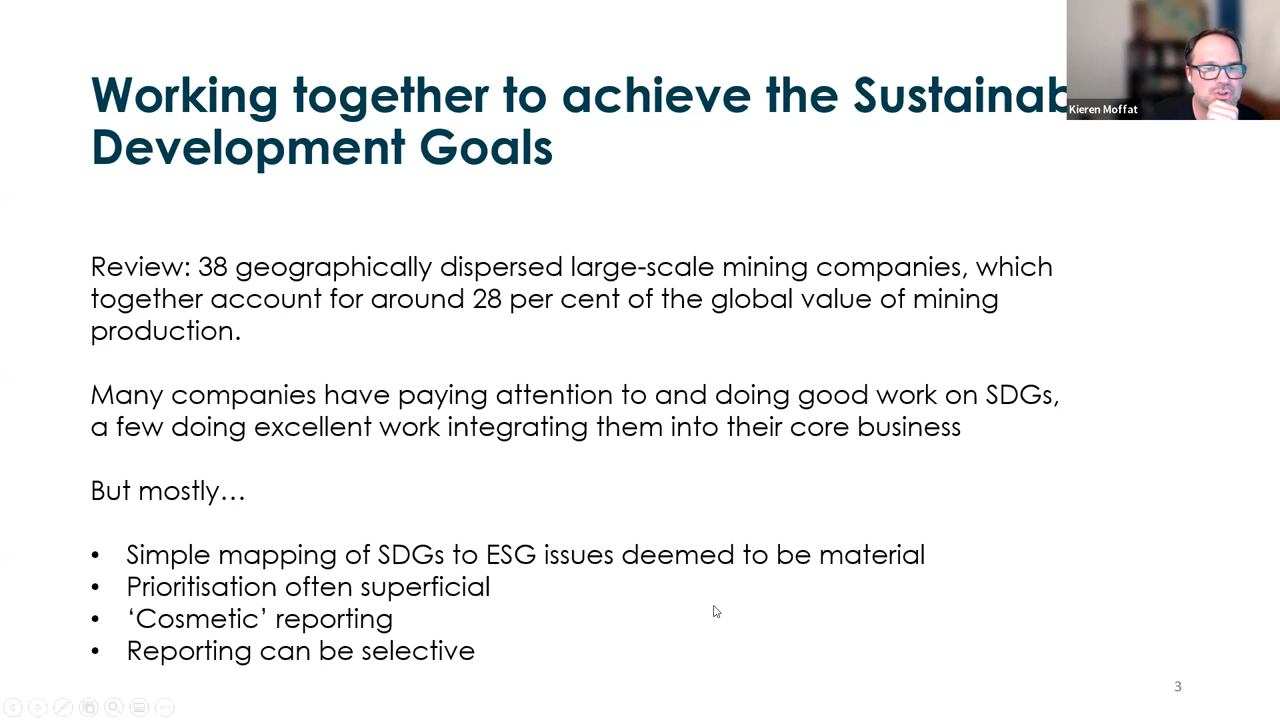 Working together to achieve the Sustainab
Development Goals
Kieren Moffat
Review: 38 geographically dispersed large-scale mining companies, which
together account for around 28 per cent of the global value of mining
production.
Many companies have paying attention to and doing good work on SDGs,
a few doing excellent work integrating them into their core business
But mostly…
• Simple mapping of SDGs to ESG issues deemed to be material
• Prioritisation often superficial
• ‘Cosmetic’ reporting
• Reporting can be selective
3